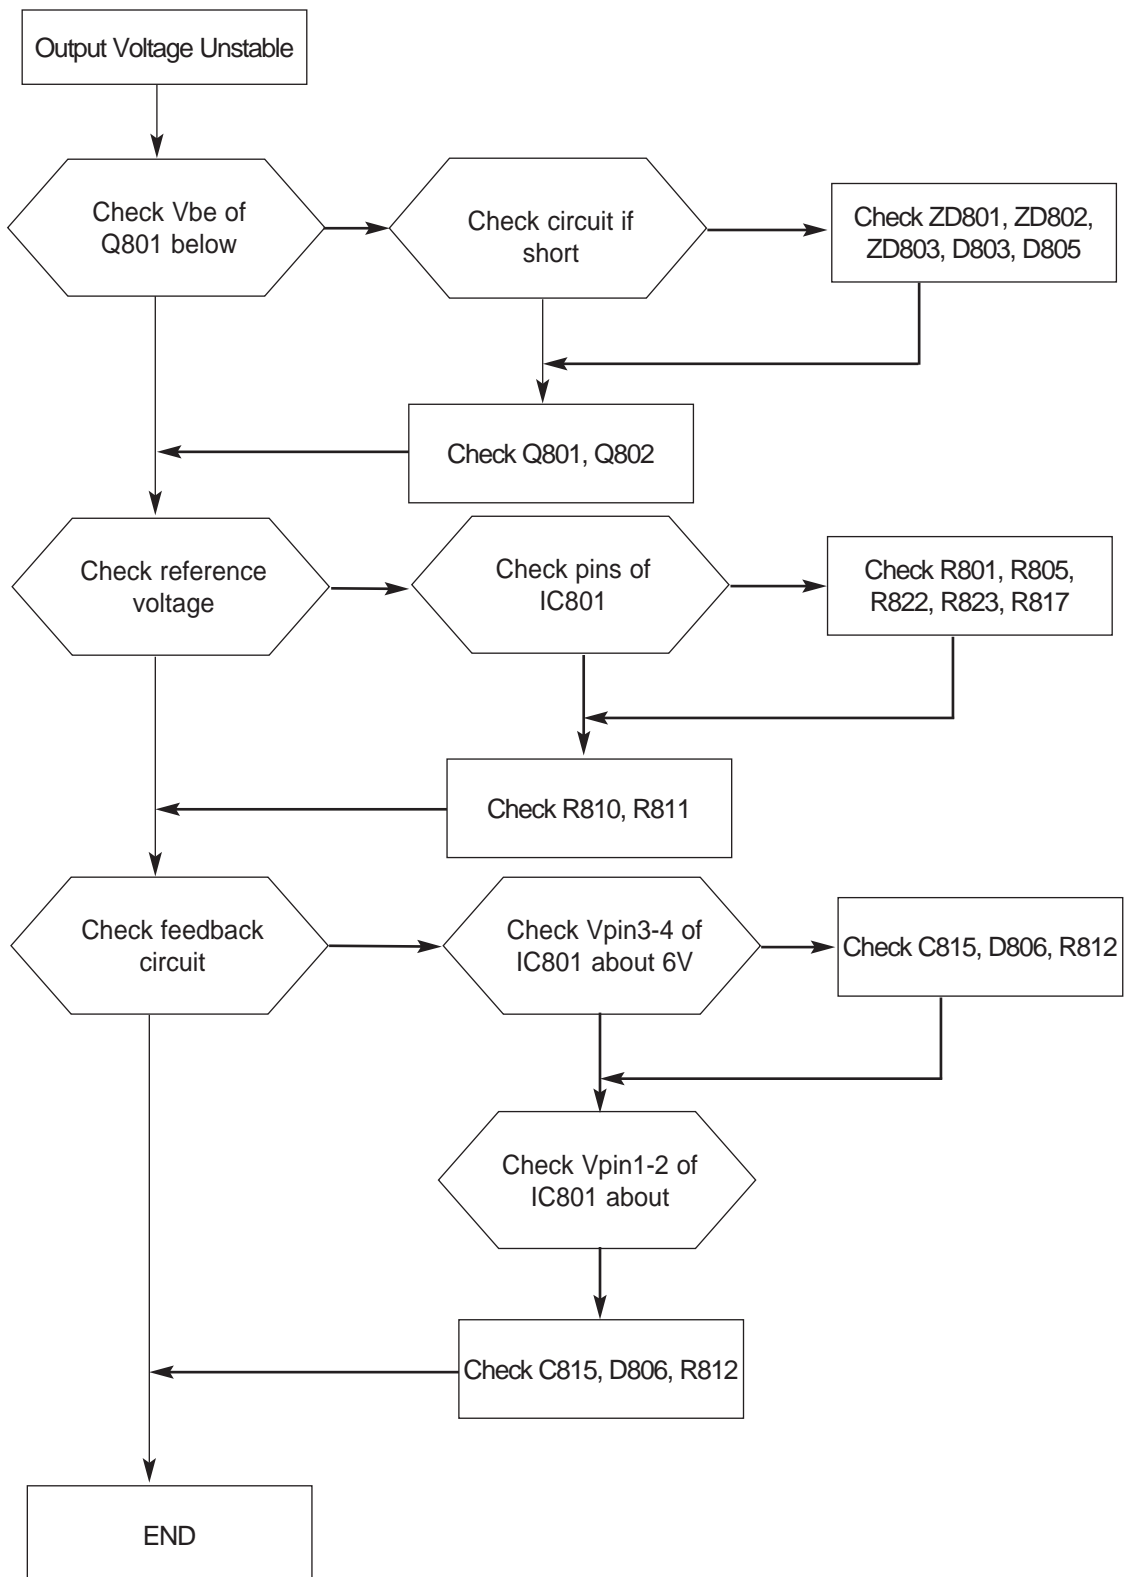 Output Voltage Unstable
Check Vbe of
Q801 below
Check circuit if
short
Check ZD801, ZD802,
ZD803, D803, D805
Check Q801, Q802
Check reference
voltage
Check pins of
IC801
Check R801, R805,
R822, R823, R817
Check R810, R811
Check feedback
circuit
Check Vpin3-4 of
IC801 about 6V
Check C815, D806, R812
Check Vpin1-2 of
IC801 about
Check C815, D806, R812
END